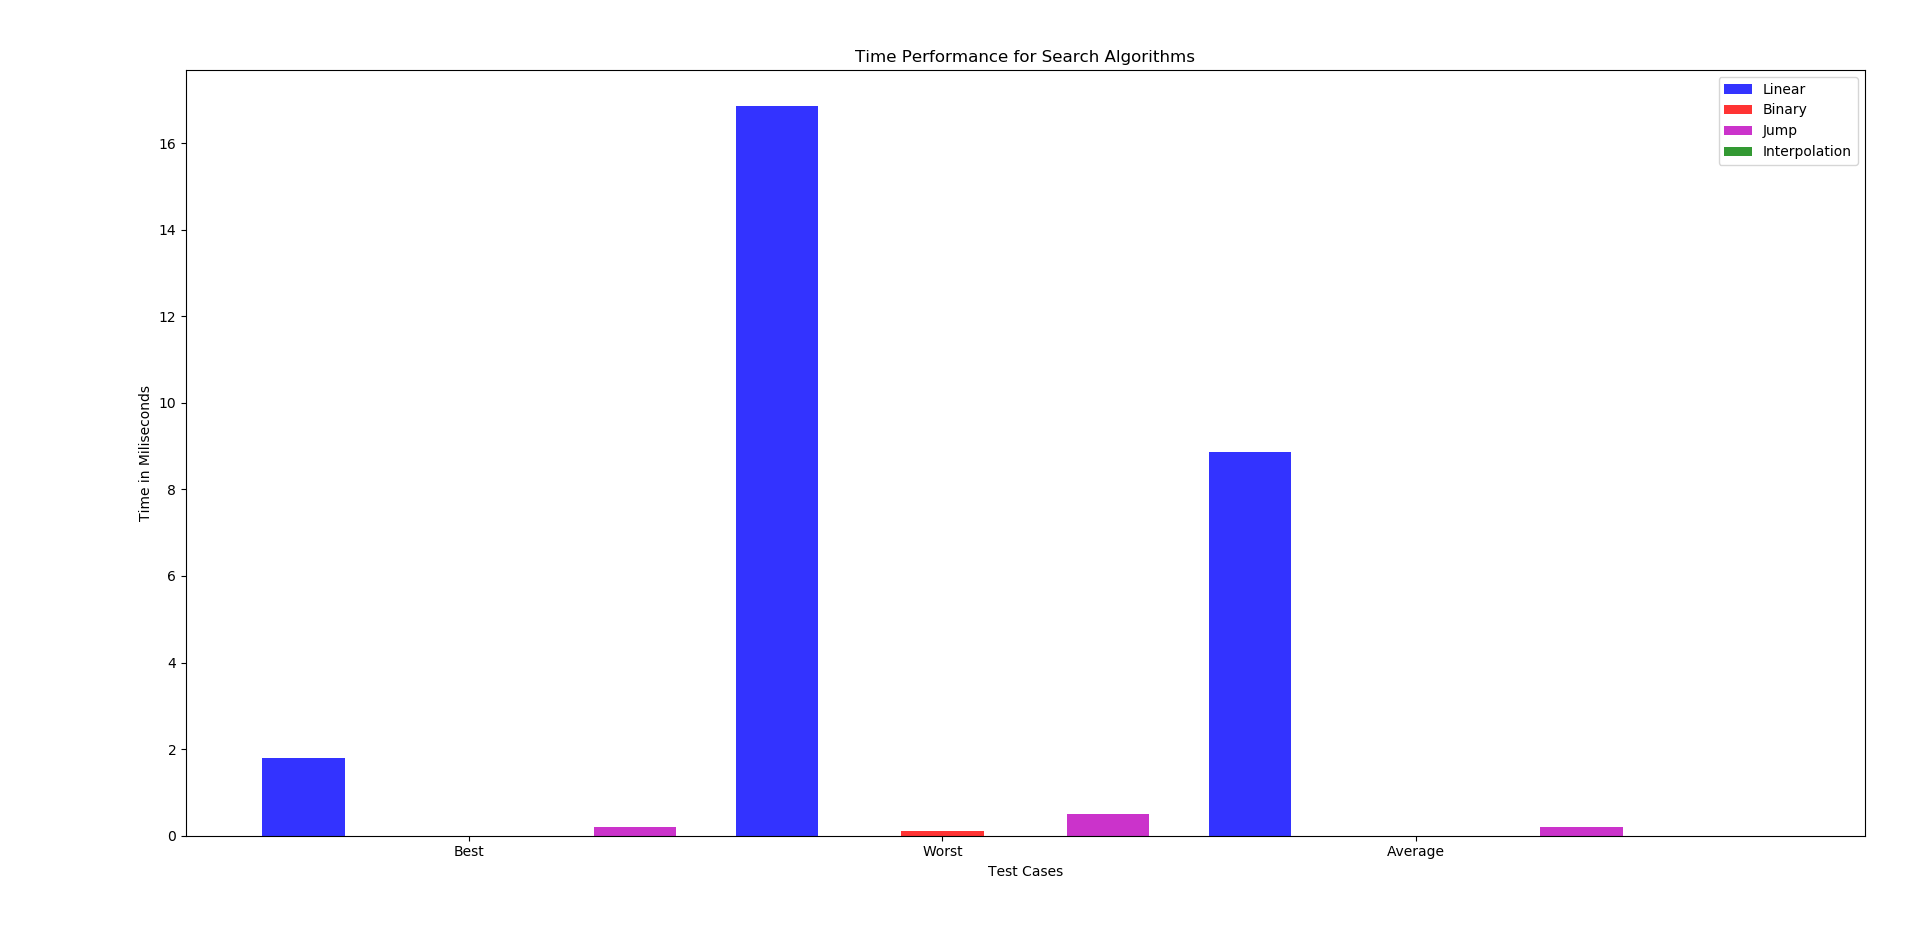 Time Performance for Search Algorithms
Linear
Binary
Jump
Interpolation
16
14
12
10
8
6
4
2
0
Time in Miliseconds
Best
Worst
Average
Test Cases